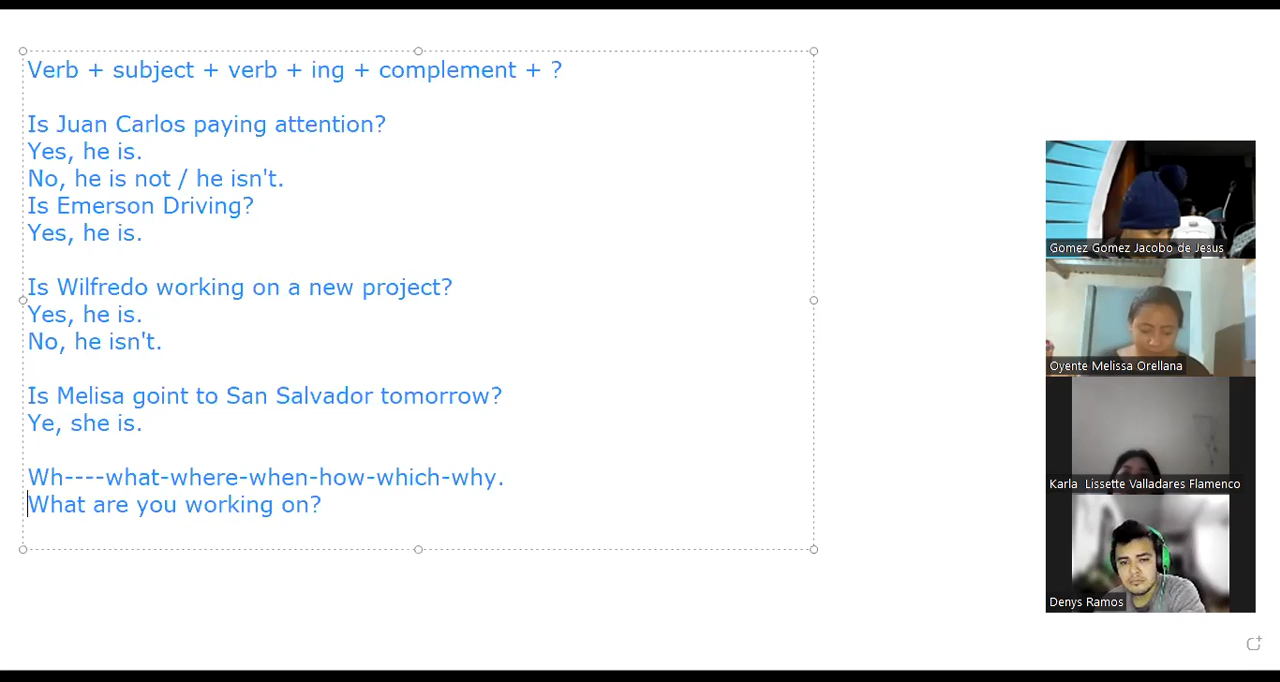 Verb + subject + verb + ing + complement + ?
Is Juan Carlos paying attention?
Yes, he is.
No, he is not / he isn't.
Is Emerson Driving?
Yes, he is.
Is Wilfredo working on a new project?
Yes, he is.
No, he isn't.
Is Melisa goint to San Salvador tomorrow?
Ye, she is.
Wh----what-where-when-how-which-why.
What are you working on?
Gomez Gomez Jacobo de Jesus
Oyente Melissa Orellana
Karla Lissette Valladares Flamenco
Denys Ramos